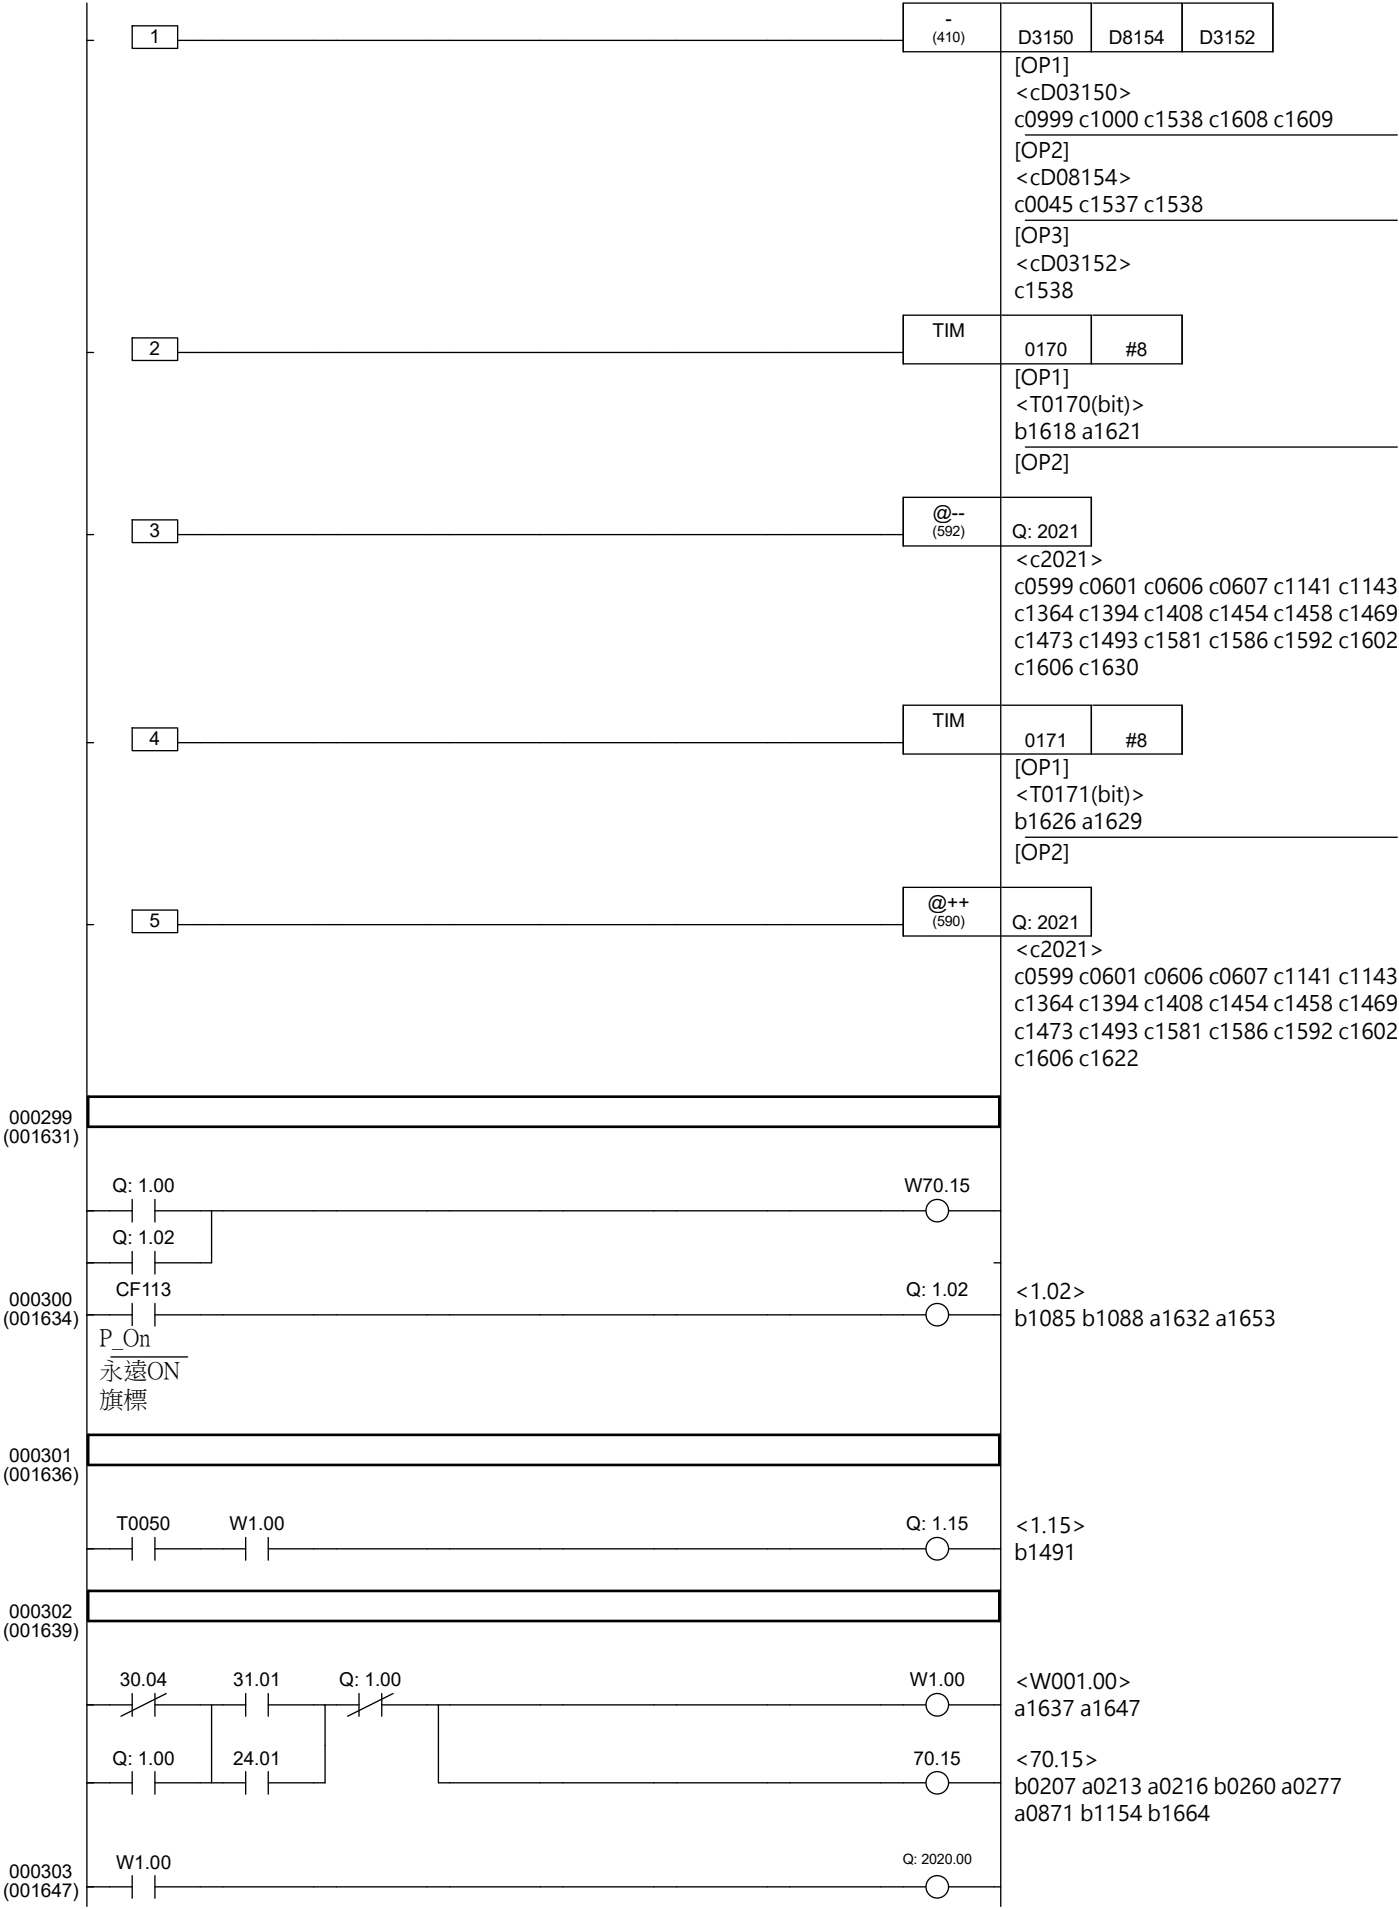 1
-
(410)
D3150 D8154 D3152
[OP1]
<cD03150>
c0999 c1000 c1538 c1608 c1609
[OP2]
<cD08154>
c0045 c1537 c1538
[OP3]
<cD03152>
c1538
2
TIM
0170 #8
[OP1]
<T0170(bit)>
b1618 a1621
[OP2]
3
@--
(592)
Q: 2021
<c2021>
c0599 c0601 c0606 c0607 c1141 c1143
c1364 c1394 c1408 c1454 c1458 c1469
c1473 c1493 c1581 c1586 c1592 c1602
c1606 c1630
4
TIM
0171 #8
[OP1]
<T0171(bit)>
b1626 a1629
[OP2]
5
@++
(590)
Q: 2021
<c2021>
c0599 c0601 c0606 c0607 c1141 c1143
c1364 c1394 c1408 c1454 c1458 c1469
c1473 c1493 c1581 c1586 c1592 c1602
c1606 c1622
000299
(001631)
Q: 1.00 W70.15
Q: 1.02
000300
(001634)
CF113 Q: 1.02
P_On
永遠ON
旗標
<1.02>
b1085 b1088 a1632 a1653
000301
(001636)
T0050 W1.00 Q: 1.15
<1.15>
b1491
000302
(001639)
30.04 31.01 Q: 1.00 W1.00
<W001.00>
a1637 a1647
Q: 1.00 24.01 70.15
<70.15>
b0207 a0213 a0216 b0260 a0277
a0871 b1154 b1664
000303
(001647)
W1.00 Q: 2020.00